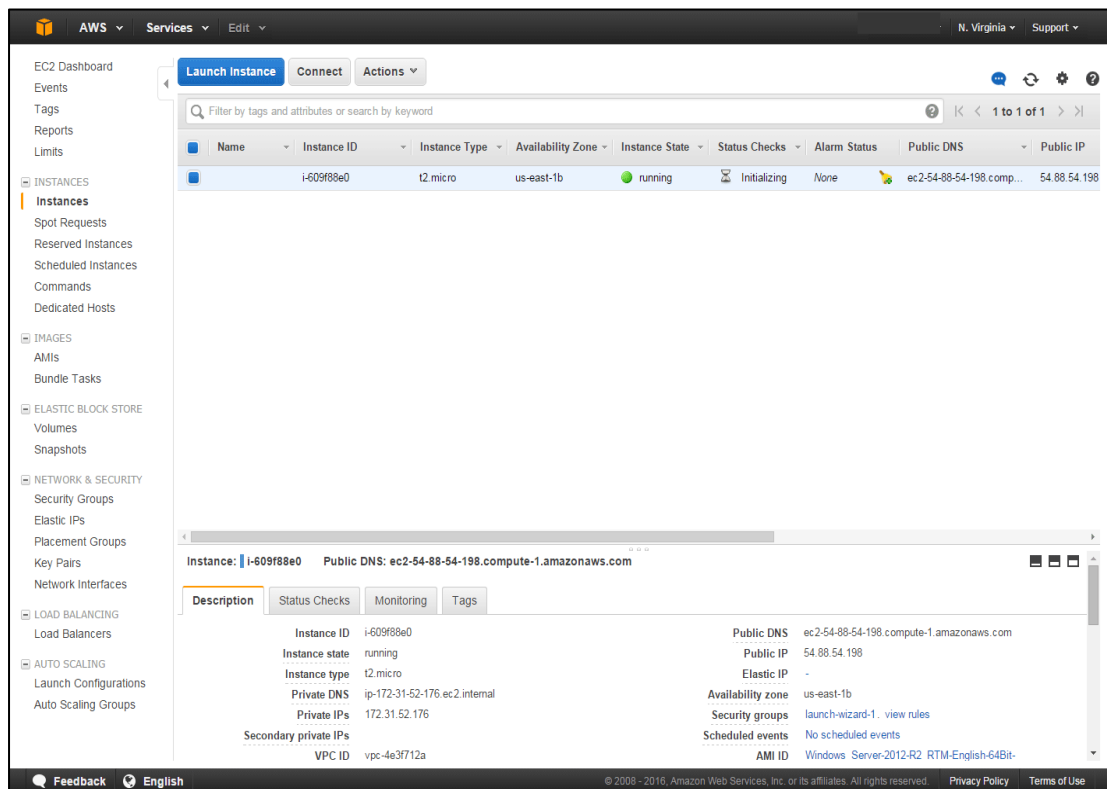 AWS Services Edit N. Virginia Support
EC2 Dashboard
Events
Tags
Reports
Limits
INSTANCES
Instances
Spot Requests
Reserved Instances
Scheduled Instances
Commands
Dedicated Hosts
IMAGES
AMIs
Bundle Tasks
ELASTIC BLOCK STORE
Volumes
Snapshots
NETWORK & SECURITY
Security Groups
Elastic IPs
Placement Groups
Key Pairs
Network Interfaces
LOAD BALANCING
Load Balancers
AUTO SCALING
Launch Configurations
Auto Scaling Groups
Launch Instance Connect Actions
Filter by tags and attributes or search by keyword 1 to 1 of 1
Name Instance ID Instance Type Availability Zone Instance State Status Checks Alarm Status Public DNS Public IP
i-609f88e0 t2.micro us-east-1b running Initializing None ec2-54-88-54-198.comp... 54.88.54.198
Instance: i-609f88e0 Public DNS: ec2-54-88-54-198.compute-1.amazonaws.com
Description Status Checks Monitoring Tags
Instance ID i-609f88e0 Public DNS ec2-54-88-54-198.compute-1.amazonaws.com
Instance state running Public IP 54.88.54.198
Instance type t2.micro Elastic IP -
Private DNS ip-172-31-52-176.ec2.internal Availability zone us-east-1b
Private IPs 172.31.52.176 Security groups launch-wizard-1. view rules
Secondary private IPs Scheduled events No scheduled events
VPC ID vpc-4e3f712a AMI ID Windows_Server-2012-R2_RTM-English-64Bit-
Feedback English © 2008 - 2016, Amazon Web Services, Inc. or its affiliates. All rights reserved. Privacy Policy Terms of Use